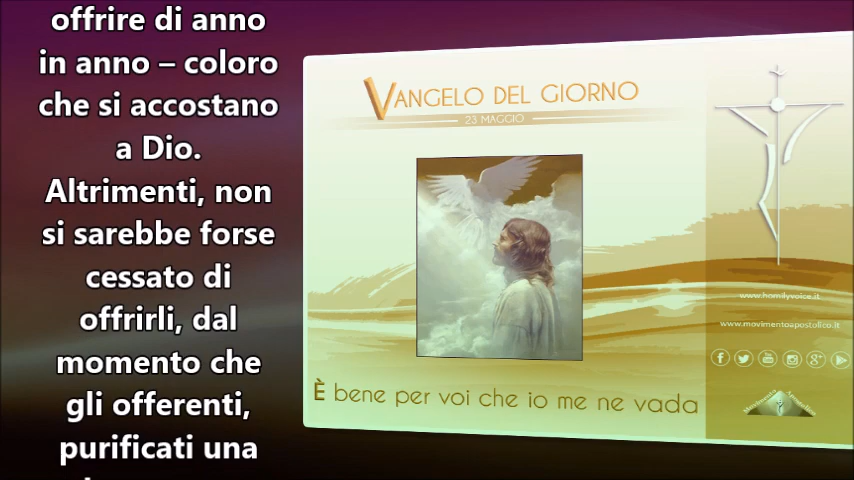 offrire di anno
in anno – coloro
che si accostano
a Dio.
Altrimenti, non
si sarebbe forse
cessato di
offrirli, dal
momento che
gli offerenti,
purificati una
VANGELO DEL GIORNO
23 MAGGIO
È bene per voi che io me ne vada
www.homilyvoice.it
www.movimentoapostolico.it
Movimento Apostolico